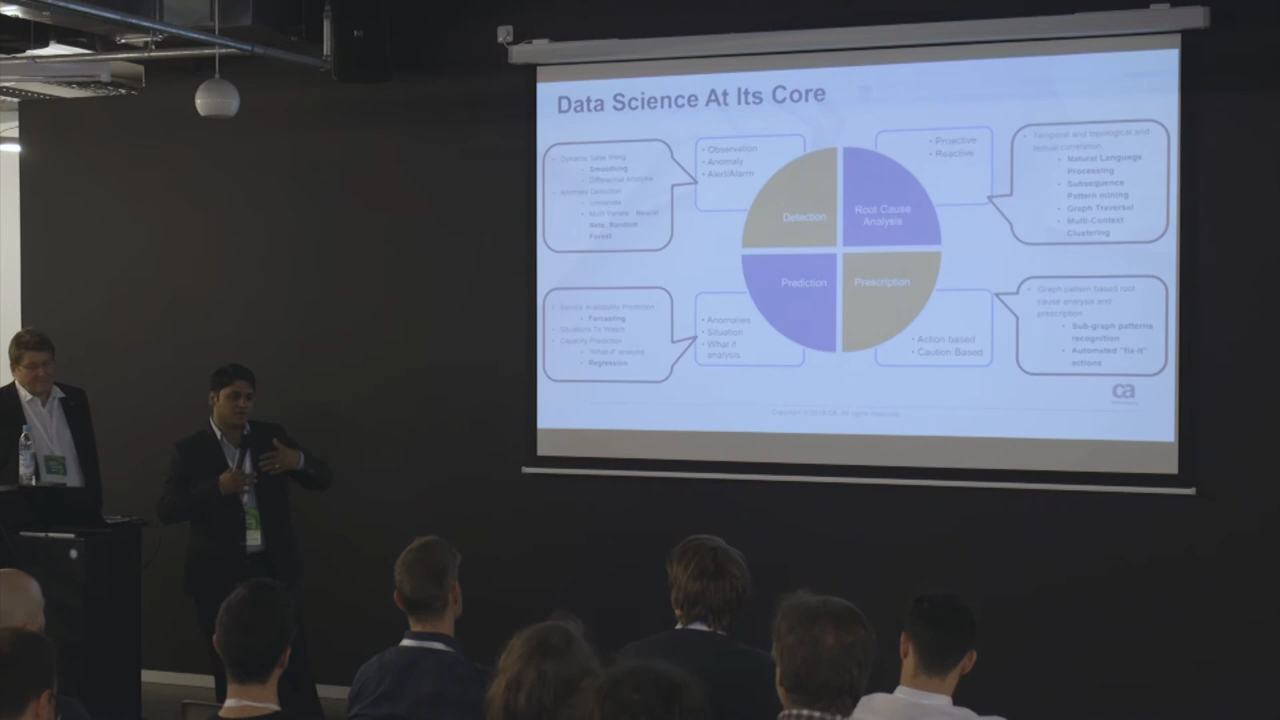 Data Science At Its Core
• Dynamic base lining
• Smoothing
• Differential Analysis
• Anomaly Detection
• Univariate
• Multi Variate Neural
Nets, Random
Forest
• Observation
• Anomaly
• Alert/Alarm
Detection
Root Cause
Analysis
• Proactive
• Reactive
• Temporal and topological and
textual correlation
• Natural Language
Processing
• Subsequence
Pattern mining
• Graph Traversal
• Multi-Context
Clustering
• Service Availability Prediction
• Forcasting
• Situations To Watch
• Capacity Prediction
• "What-if" analysis
• Regression
• Anomolies
• Situation
• What if
analysis
Prediction
Prescription
• Action based
• Caution Based
• Graph pattern based root
cause analysis and
prescription
• Sub-graph patterns
recognition
• Automated "fix-it"
actions
ca
CA. All rights reserved.